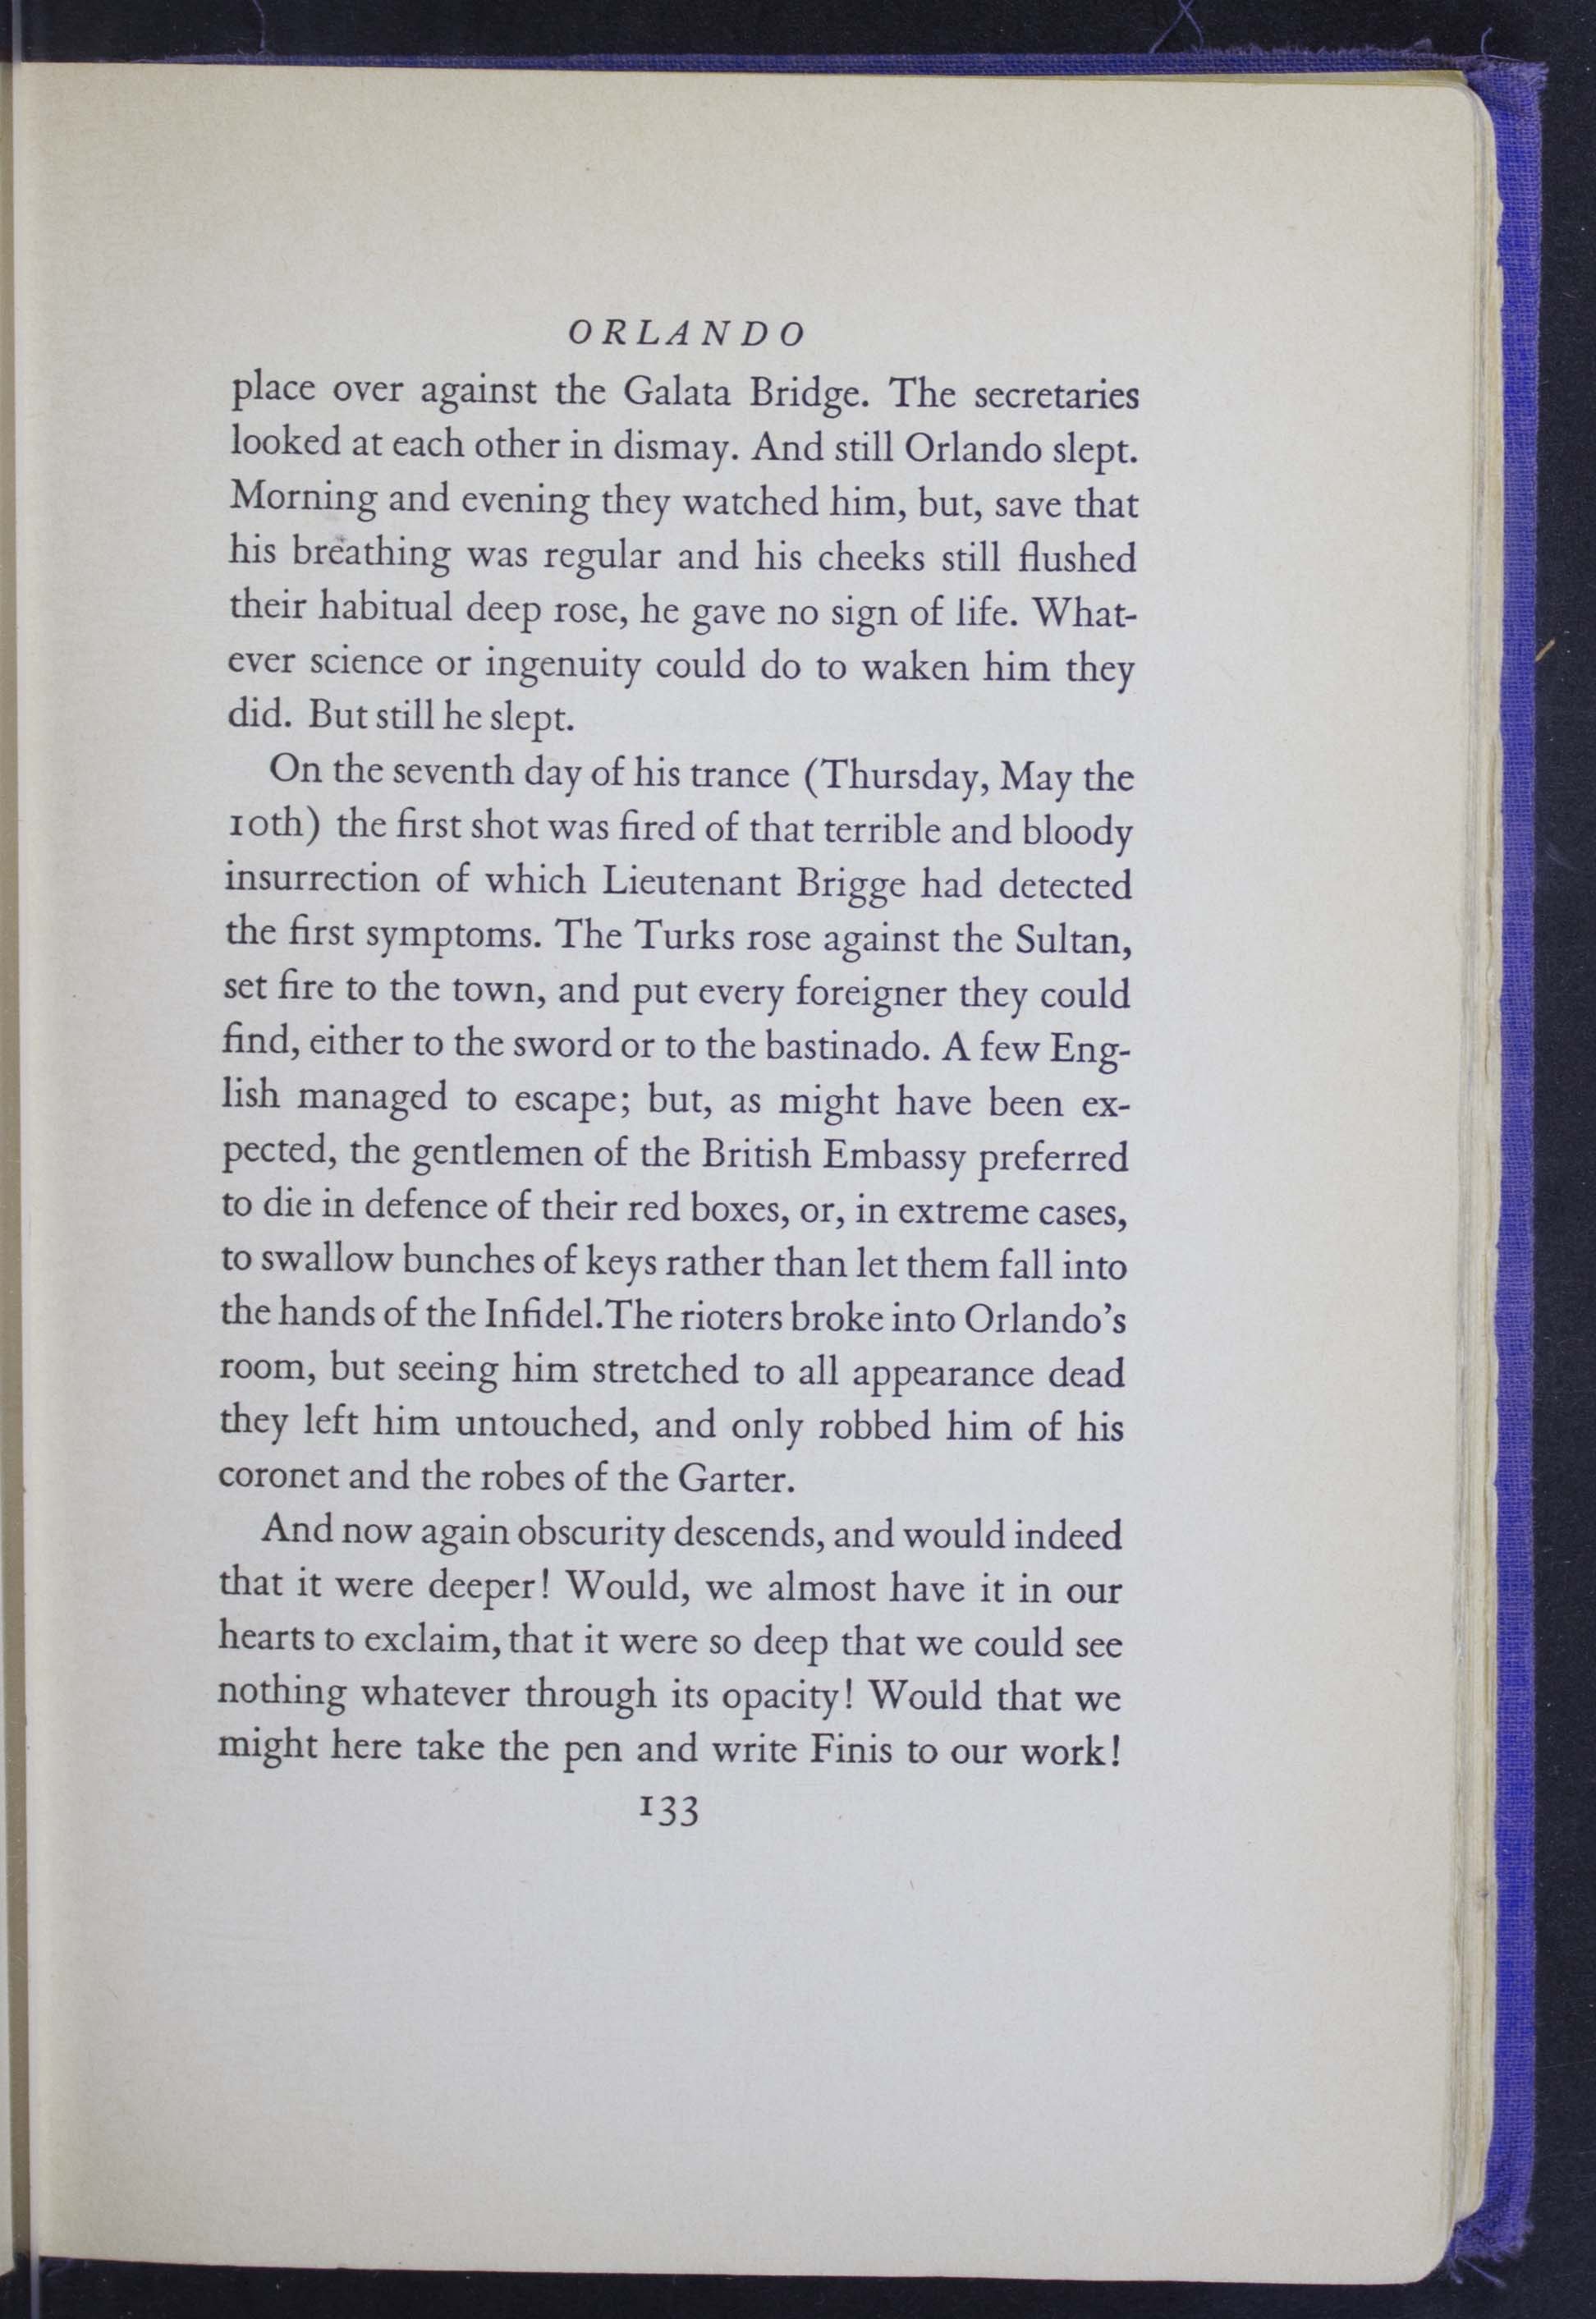 ORLANDO
place over against the Galata Bridge. The secretaries
looked at each other in dismay. And still Orlando slept.
Morning and evening they watched him, but, save that
his breathing was regular and his cheeks still flushed
their habitual deep rose, he gave no sign of life. What-
ever science or ingenuity could do to waken him they
did. But still he slept.
On the seventh day of his trance (Thursday, May the
10th) the first shot was fired of that terrible and bloody
insurrection of which Lieutenant Brigge had detected
the first symptoms. The Turks rose against the Sultan,
set fire to the town, and put every foreigner they could
find, either to the sword or to the bastinado. A few Eng-
lish managed to escape; but, as might have been ex-
pected, the gentlemen of the British Embassy preferred
to die in defence of their red boxes, or, in extreme cases,
to swallow bunches of keys rather than let them fall into
the hands of the Infidel. The rioters broke into Orlando's
room, but seeing him stretched to all appearance dead
they left him untouched, and only robbed him of his
coronet and the robes of the Garter.
And now again obscurity descends, and would indeed
that it were deeper! Would, we almost have it in our
hearts to exclaim, that it were so deep that we could see
nothing whatever through its opacity! Would that we
might here take the pen and write Finis to our work!
133